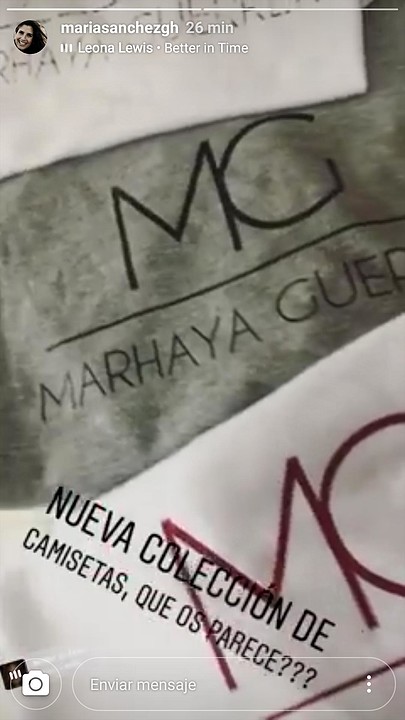 mariasanchezgh 26 min
Leona Lewis • Better in Time
MG
MARHAYA GUER
NUEVA COLECCIÓN DE
CAMISETAS, QUE OS PARECE???
Enviar mensaje